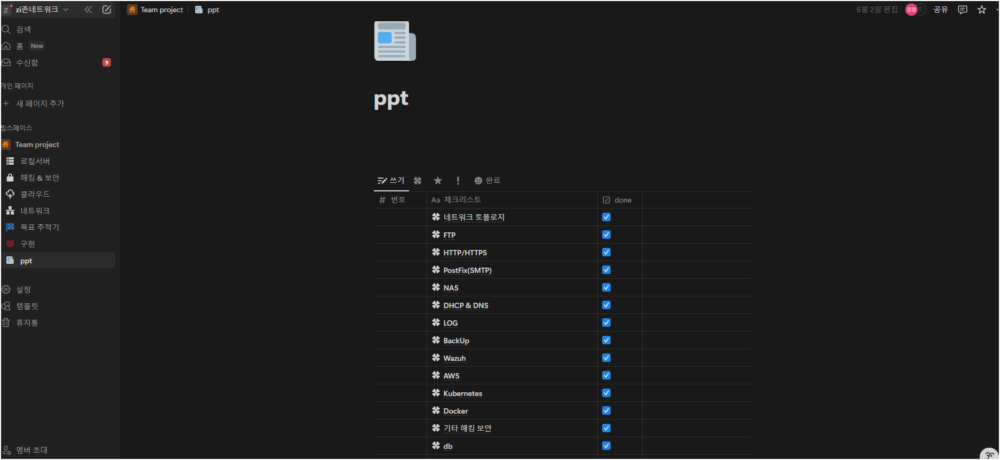 Z zi존네트워크
검색
홈 New
수신함 9
개인 페이지
새 페이지 추가
팀스페이스
Team project
로컬서버
해킹 & 보안
클라우드
네트워크
목표 추적기
구현
ppt
설정
템플릿
휴지통
멤버 초대
Team project / ppt
6월 2일 편집 진원 조 공유
ppt
쓰기 완료
# 번호 Aa 체크리스트 done
네트워크 토폴로지
FTP
HTTP/HTTPS
PostFix(SMTP)
NAS
DHCP & DNS
LOG
BackUp
Wazuh
AWS
Kubernetes
Docker
기타 해킹 보안
db